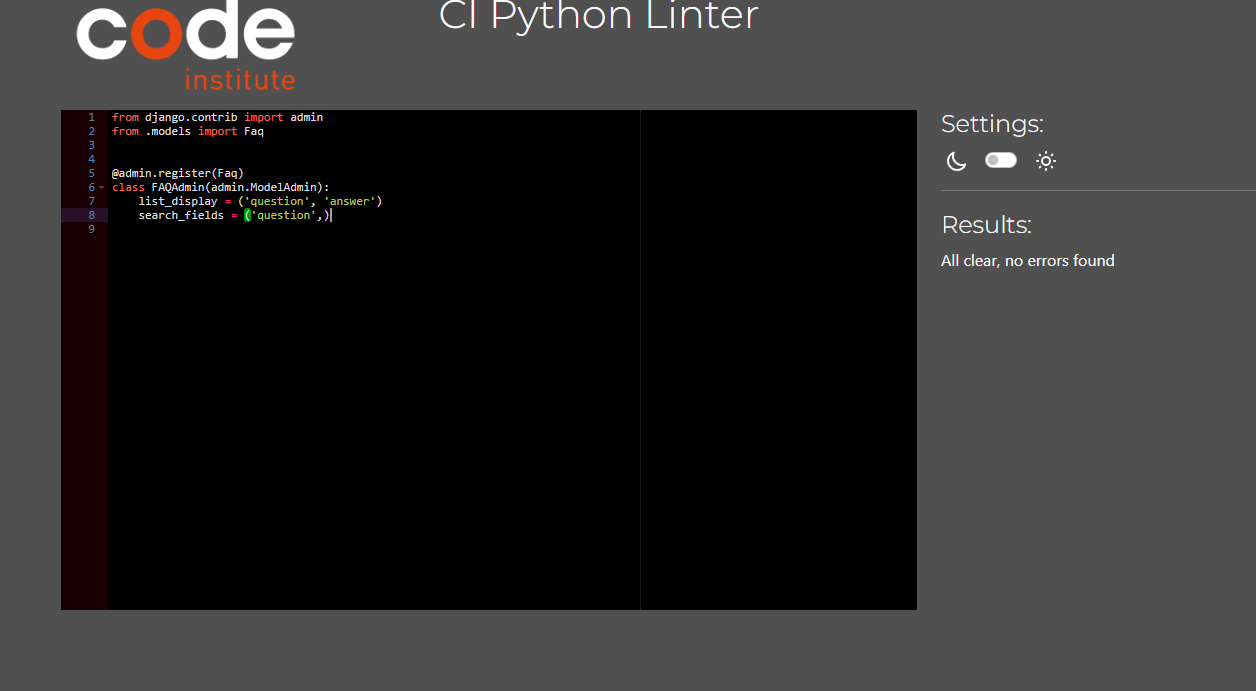 code
institute
CI Python Linter
1 from django.contrib import admin
2 from .models import Faq
3
4
5 @admin.register(Faq)
6 class FAQAdmin(admin.ModelAdmin):
7 list_display = ('question', 'answer')
8 search_fields = ('question',)
9
Settings:
Results:
All clear, no errors found